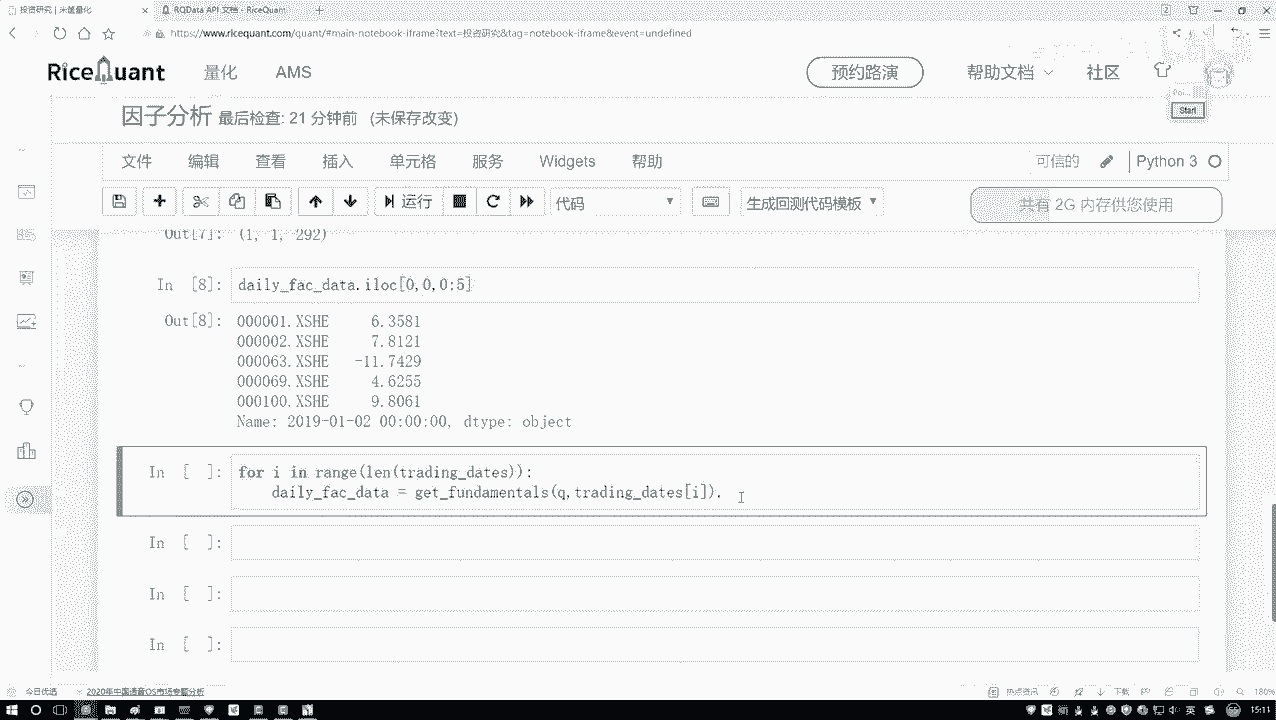 投资研究 | 米筐量化
RQData API 文档 - RiceQuant
https://www.ricequant.com/quant/#main-notebook-iframe?text=投资研究&tag=notebook-iframe&event=undefined
RiceQuant 量化 AMS 预约路演 帮助文档 社区
Start
因子分析 最后检查: 21 分钟前 (未保存改变)
文件 编辑 查看 插入 单元格 服务 Widgets 帮助 可信的 Python 3
运行 代码 生成回测代码模板 共有 2G 内存供您使用
Out[7]: (1, 1, 292)
In [8]: daily_fac_data.iloc[0,0,0:5]
Out[8]: 000001.XSHE 6.3581
000002.XSHE 7.8121
000063.XSHE -11.7429
000069.XSHE 4.6255
000100.XSHE 9.8061
Name: 2019-01-02 00:00:00, dtype: object
In [ ]: for i in range(len(trading_dates)):
daily_fac_data = get_fundamentals(q,trading_dates[i]).
In [ ]:
In [ ]:
In [ ]:
今日优选 2020年中国语音OS市场专题分析 热点资讯 下载 180%
英 15:11